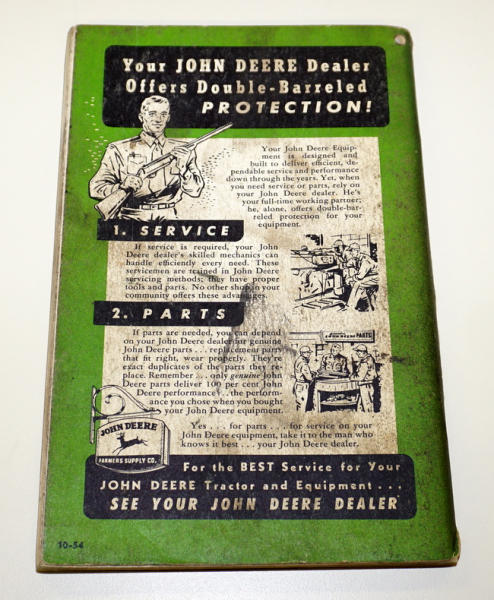 Your JOHN DEERE Dealer
Offers Double-Barreled
PROTECTION!
Your John Deere Equip-
ment is designed and
built to deliver efficient, de-
pendable service and performance
down through the years. Yet, when
you need service or parts, rely on
your John Deere dealer. He's
your full-time working partner;
he, alone, offers double-bar-
reled protection for your
equipment.
1. SERVICE
If service is required, your John
Deere dealer's skilled mechanics can
handle efficiently every need. These
servicemen are trained in John Deere
servicing methods; they have proper
tools and parts. No other shop in your
community offers these advantages.
2. PARTS
If parts are needed, you can depend
on your John Deere dealer for genuine
John Deere parts . . . replacement parts
that fit right, wear properly. They're
exact duplicates of the parts they re-
place. Remember . . . only genuine John
Deere parts deliver 100 per cent John
Deere performance . . . the perform-
ance you chose when you bought
your John Deere equipment.
JOHN DEERE PARTS
Yes . . . for parts . . . for service on your
John Deere equipment, take it to the man who
knows it best . . . your John Deere dealer.
JOHN DEERE
FARMERS SUPPLY CO.
For the BEST Service for Your
JOHN DEERE Tractor and Equipment . . .
SEE YOUR JOHN DEERE DEALER
10-54